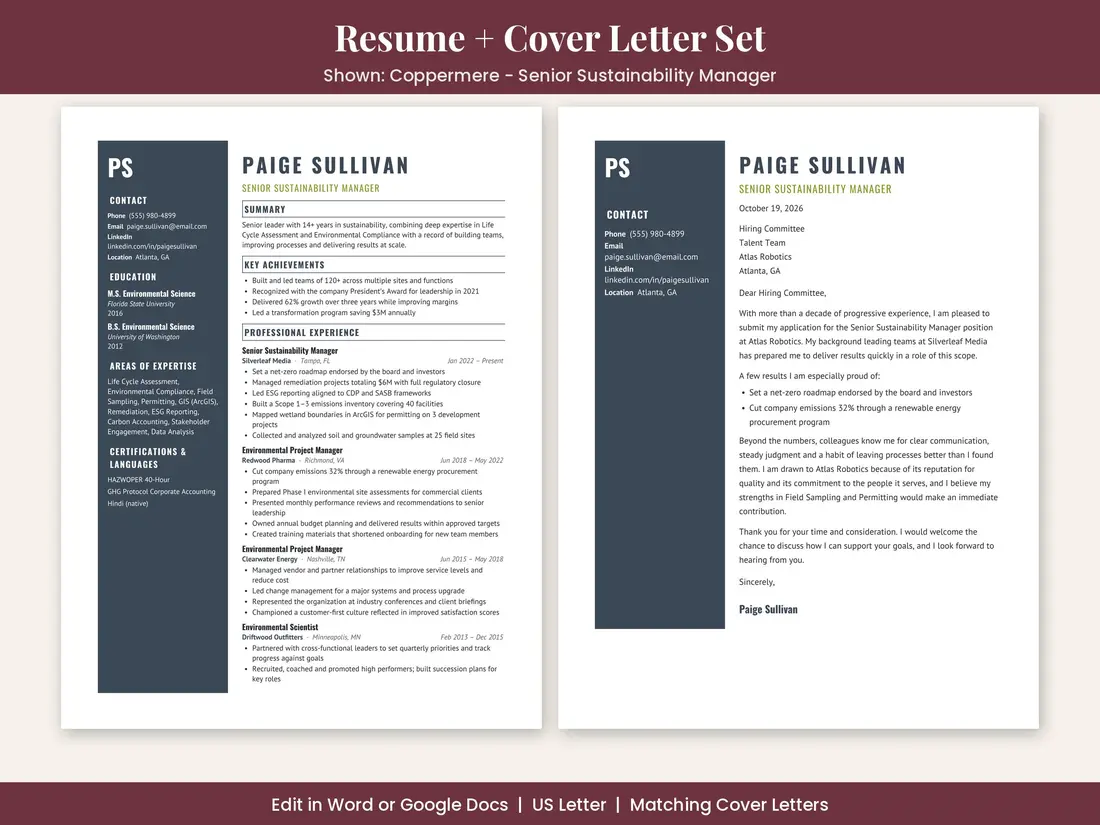 Resume + Cover Letter Set
Shown: Coppermere - Senior Sustainability Manager
PS
CONTACT
Phone (555) 980-4899
Email paige.sullivan@email.com
LinkedIn
linkedin.com/in/paigesullivan
Location Atlanta, GA
EDUCATION
M.S. Environmental Science
Florida State University
2016
B.S. Environmental Science
University of Washington
2012
AREAS OF EXPERTISE
Life Cycle Assessment,
Environmental Compliance, Field
Sampling, Permitting, GIS (ArcGIS),
Remediation, ESG Reporting,
Carbon Accounting, Stakeholder
Engagement, Data Analysis
CERTIFICATIONS &
LANGUAGES
HAZWOPER 40-Hour
GHG Protocol Corporate Accounting
Hindi (native)
PAIGE SULLIVAN
SENIOR SUSTAINABILITY MANAGER
SUMMARY
Senior leader with 14+ years in sustainability, combining deep expertise in Life
Cycle Assessment and Environmental Compliance with a record of building teams,
improving processes and delivering results at scale.
KEY ACHIEVEMENTS
• Built and led teams of 120+ across multiple sites and functions
• Recognized with the company President's Award for leadership in 2021
• Delivered 62% growth over three years while improving margins
• Led a transformation program saving $3M annually
PROFESSIONAL EXPERIENCE
Senior Sustainability Manager
Silverleaf Media · Tampa, FL Jan 2022 – Present
• Set a net-zero roadmap endorsed by the board and investors
• Managed remediation projects totaling $6M with full regulatory closure
• Led ESG reporting aligned to CDP and SASB frameworks
• Built a Scope 1–3 emissions inventory covering 40 facilities
• Mapped wetland boundaries in ArcGIS for permitting on 3 development
projects
• Collected and analyzed soil and groundwater samples at 25 field sites
Environmental Project Manager
Redwood Pharma · Richmond, VA Jun 2018 – May 2022
• Cut company emissions 32% through a renewable energy procurement
program
• Prepared Phase I environmental site assessments for commercial clients
• Presented monthly performance reviews and recommendations to senior
leadership
• Owned annual budget planning and delivered results within approved targets
• Created training materials that shortened onboarding for new team members
Environmental Project Manager
Clearwater Energy · Nashville, TN Jun 2015 – May 2018
• Managed vendor and partner relationships to improve service levels and
reduce cost
• Led change management for a major systems and process upgrade
• Represented the organization at industry conferences and client briefings
• Championed a customer-first culture reflected in improved satisfaction scores
Environmental Scientist
Driftwood Outfitters · Minneapolis, MN Feb 2013 – Dec 2015
• Partnered with cross-functional leaders to set quarterly priorities and track
progress against goals
• Recruited, coached and promoted high performers; built succession plans for
key roles
PS
CONTACT
Phone (555) 980-4899
Email
paige.sullivan@email.com
LinkedIn
linkedin.com/in/paigesullivan
Location Atlanta, GA
PAIGE SULLIVAN
SENIOR SUSTAINABILITY MANAGER
October 19, 2026
Hiring Committee
Talent Team
Atlas Robotics
Atlanta, GA
Dear Hiring Committee,
With more than a decade of progressive experience, I am pleased to
submit my application for the Senior Sustainability Manager position
at Atlas Robotics. My background leading teams at Silverleaf Media
has prepared me to deliver results quickly in a role of this scope.
A few results I am especially proud of:
• Set a net-zero roadmap endorsed by the board and investors
• Cut company emissions 32% through a renewable energy
procurement program
Beyond the numbers, colleagues know me for clear communication,
steady judgment and a habit of leaving processes better than I found
them. I am drawn to Atlas Robotics because of its reputation for
quality and its commitment to the people it serves, and I believe my
strengths in Field Sampling and Permitting would make an immediate
contribution.
Thank you for your time and consideration. I would welcome the
chance to discuss how I can support your goals, and I look forward to
hearing from you.
Sincerely,
Paige Sullivan
Edit in Word or Google Docs | US Letter | Matching Cover Letters